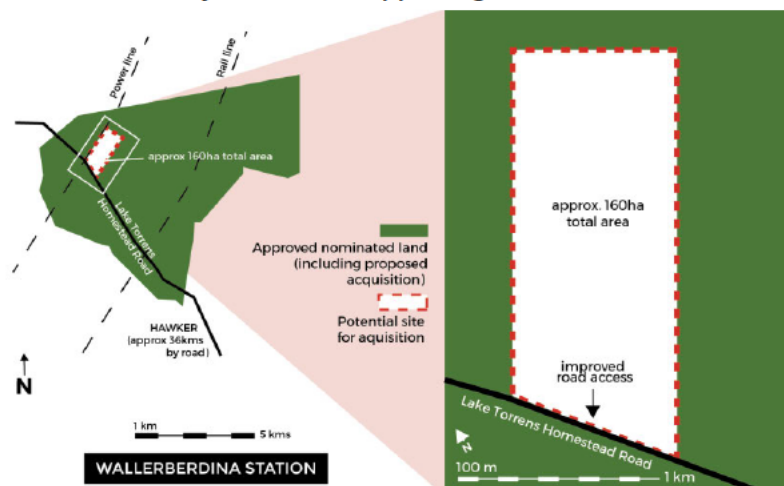 Power line
Rail line
approx 160ha total area
Lake Torrens
Homestead Road
HAWKER
(approx 36kms
by road)
N
1 km
5 kms
WALLERBERDINA STATION
Approved nominated land
(including proposed
acquisition)
Potential site
for aquisition
approx. 160ha
total area
improved
road access
Lake Torrens Homestead Road
N
100 m
1 km